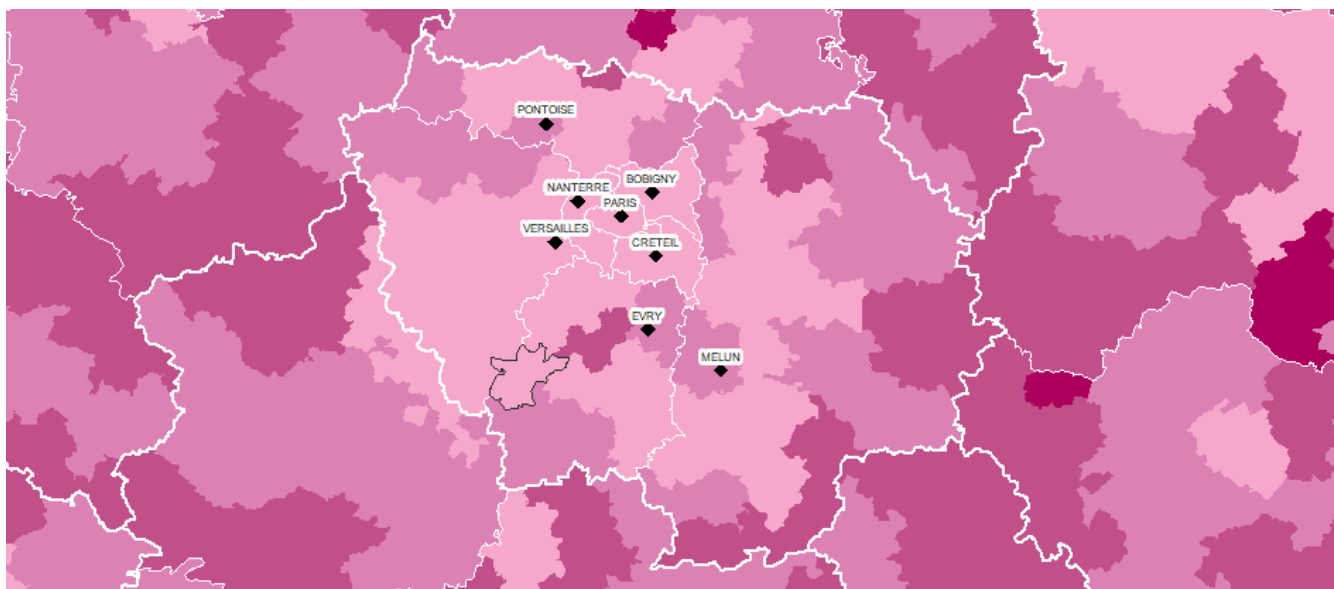 PONTOISE
BOBIGNY
NANTERRE
PARIS
VERSAILLES
CRETEIL
EVRY
MELUN